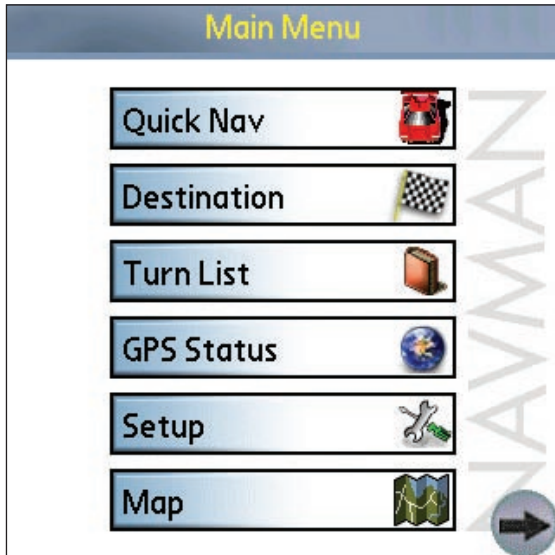 Main Menu
Quick Nav
Destination
Turn List
GPS Status
Setup
Map
NAVMAN